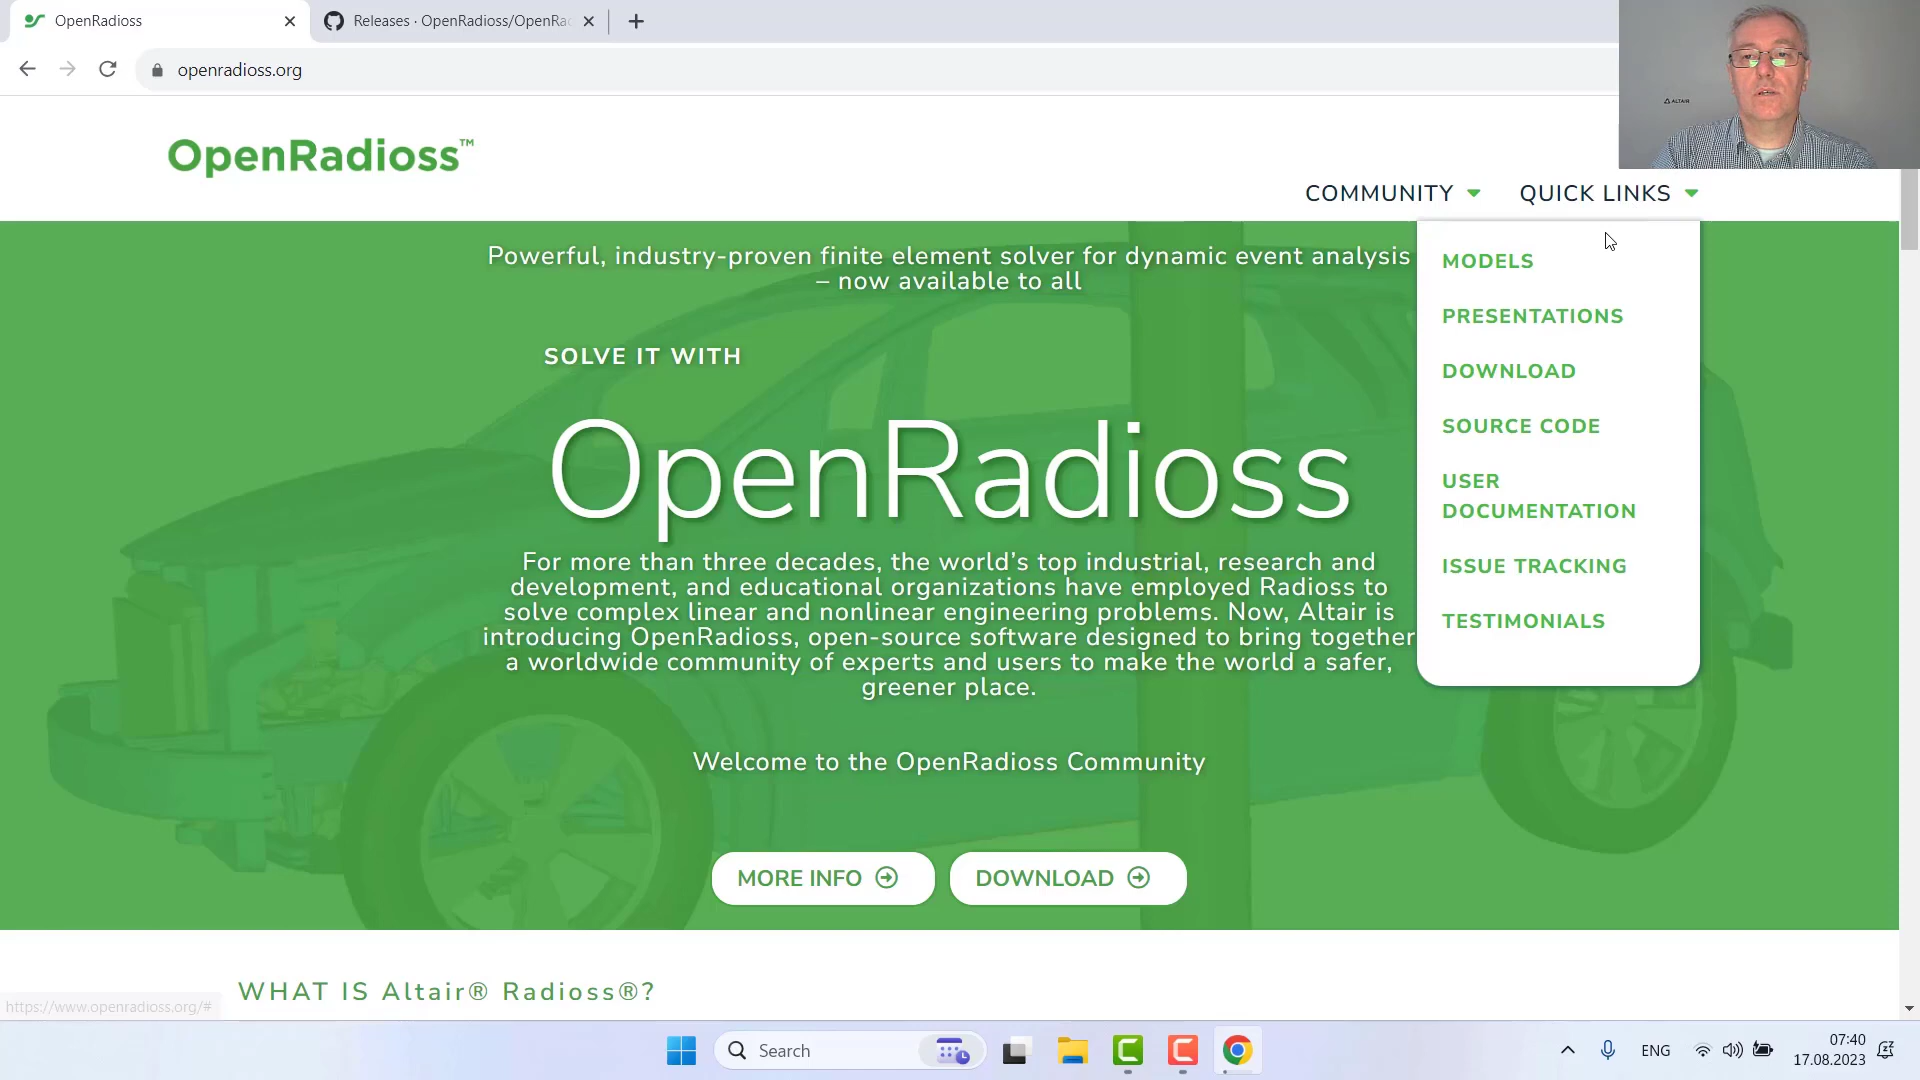 OpenRadioss
Releases · OpenRadioss/OpenRac
openradioss.org
ALTAIR
OpenRadioss™
COMMUNITY
QUICK LINKS
Powerful, industry-proven finite element solver for dynamic event analysis
– now available to all
MODELS
PRESENTATIONS
DOWNLOAD
SOURCE CODE
USER
DOCUMENTATION
ISSUE TRACKING
TESTIMONIALS
SOLVE IT WITH
OpenRadioss
For more than three decades, the world’s top industrial, research and
development, and educational organizations have employed Radioss to
solve complex linear and nonlinear engineering problems. Now, Altair is
introducing OpenRadioss, open-source software designed to bring together
a worldwide community of experts and users to make the world a safer,
greener place.
Welcome to the OpenRadioss Community
MORE INFO
DOWNLOAD
WHAT IS Altair® Radioss®?
https://www.openradioss.org/#
Search
ENG
07:40
17.08.2023